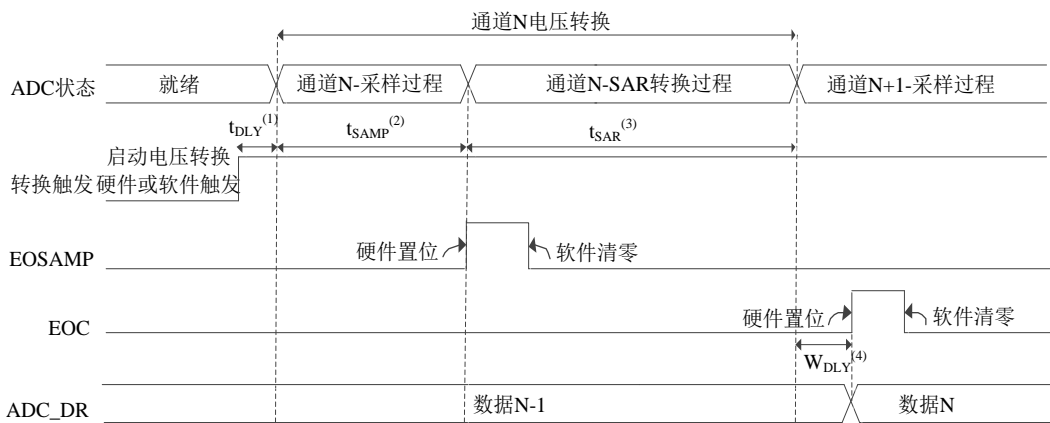 通道N电压转换
ADC状态
就绪
通道N-采样过程
通道N-SAR转换过程
通道N+1-采样过程
tDLY(1)
tSAMP(2)
tSAR(3)
启动电压转换
转换触发
硬件或软件触发
硬件置位
软件清零
EOSAMP
硬件置位
软件清零
EOC
WDLY(4)
ADC_DR
数据N-1
数据N